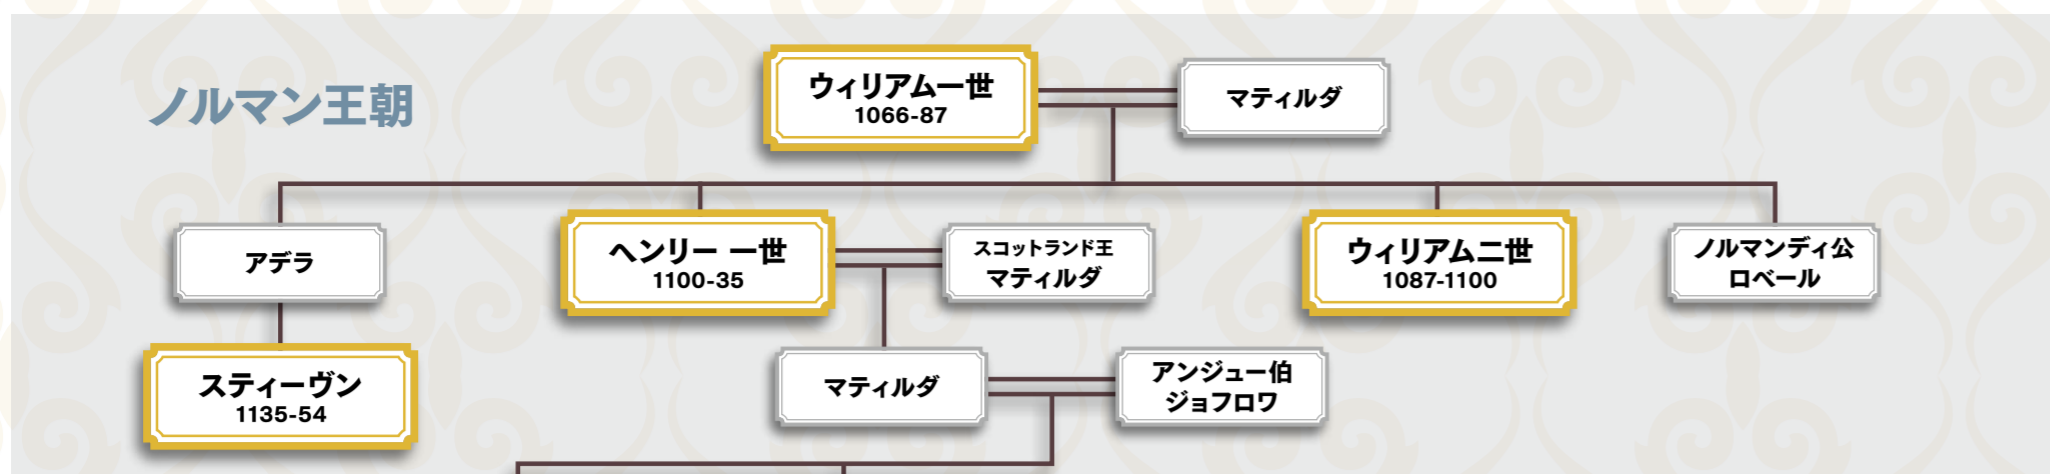 ノルマン王朝
ウィリアム一世
1066-87
マティルダ
アデラ
ヘンリー 一世
1100-35
スコットランド王
マティルダ
ウィリアム二世
1087-1100
ノルマンディ公
ロベール
スティーヴン
1135-54
マティルダ
アンジュー伯
ジョフロワ